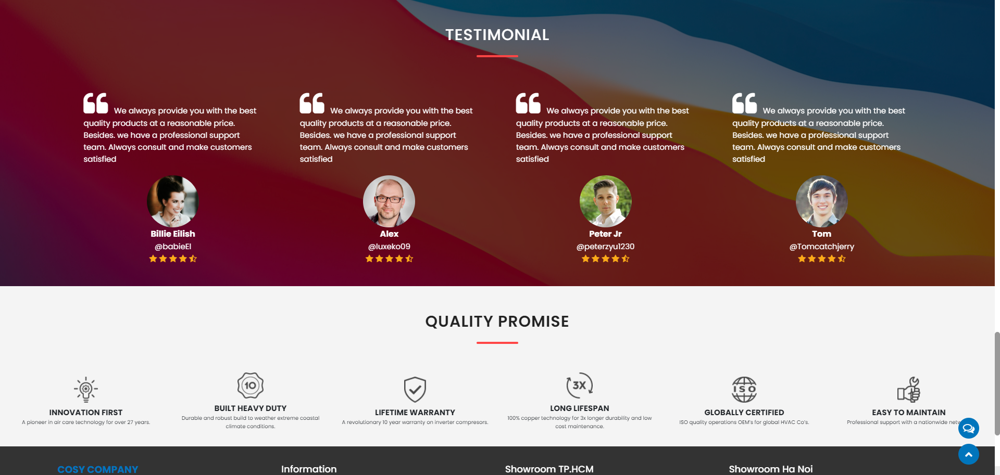 TESTIMONIAL
We always provide you with the best
quality products at a reasonable price.
Besides. we have a professional support
team. Always consult and make customers
satisfied
Billie Eilish
@babieEl
We always provide you with the best
quality products at a reasonable price.
Besides. we have a professional support
team. Always consult and make customers
satisfied
Alex
@luxeko09
We always provide you with the best
quality products at a reasonable price.
Besides. we have a professional support
team. Always consult and make customers
satisfied
Peter Jr
@peterzyu1230
We always provide you with the best
quality products at a reasonable price.
Besides. we have a professional support
team. Always consult and make customers
satisfied
Tom
@Tomcatchjerry
QUALITY PROMISE
INNOVATION FIRST
A pioneer in air care technology for over 27 years.
10
BUILT HEAVY DUTY
Durable and robust build to weather extreme coastal
climate conditions.
LIFETIME WARRANTY
A revolutionary 10 year warranty on inverter compresors.
3X
LONG LIFESPAN
100% copper technology for 3x longer durability and low
cost maintenance.
ISO
GLOBALLY CERTIFIED
ISO quality operations OEM's for global HVAC Co's.
EASY TO MAINTAIN
Professional support with a nationwide
COSY COMPANY
Information
Showroom TP.HCM
Showroom Ha Noi